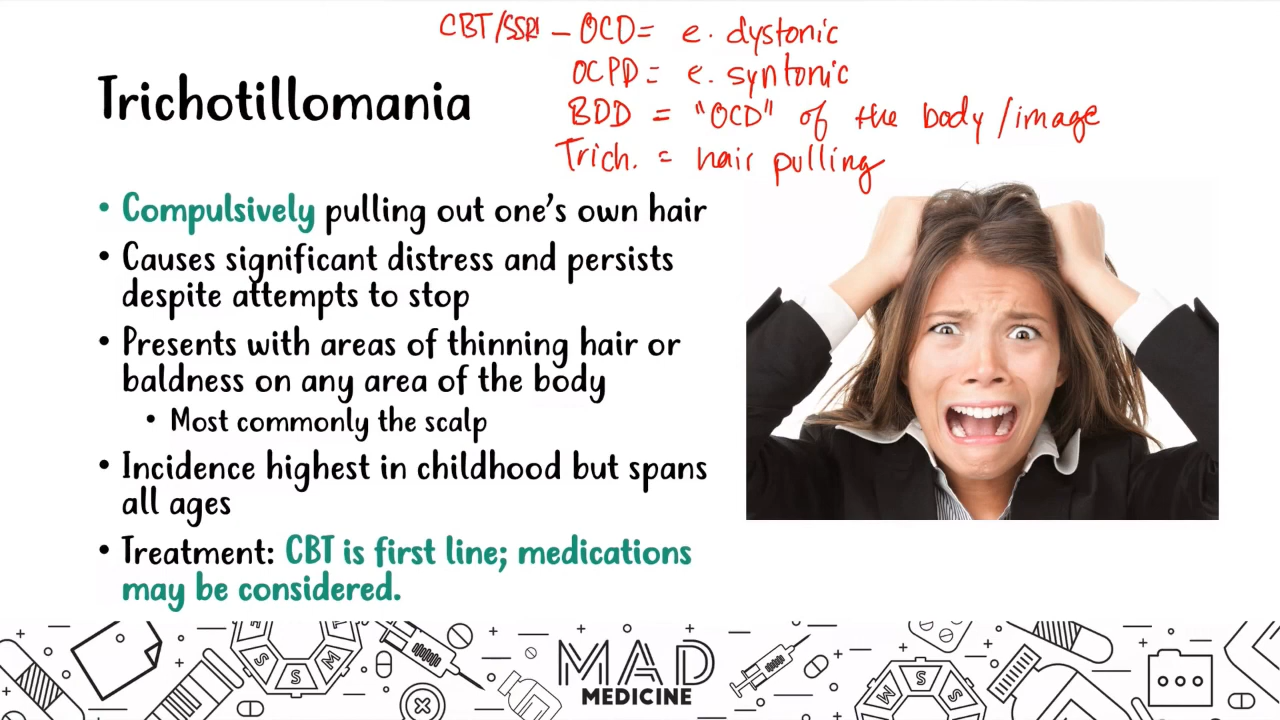 CBT/SSRI – OCD = e. dystonic
OCPD = e. syntonic
BDD = "OCD" of the body/image
Trich. = hair pulling
Trichotillomania
• Compulsively pulling out one's own hair
• Causes significant distress and persists
despite attempts to stop
• Presents with areas of thinning hair or
baldness on any area of the body
• Most commonly the scalp
• Incidence highest in childhood but spans
all ages
• Treatment: CBT is first line; medications
may be considered.
S
S
M
MAD
MEDICINE
M
S
S